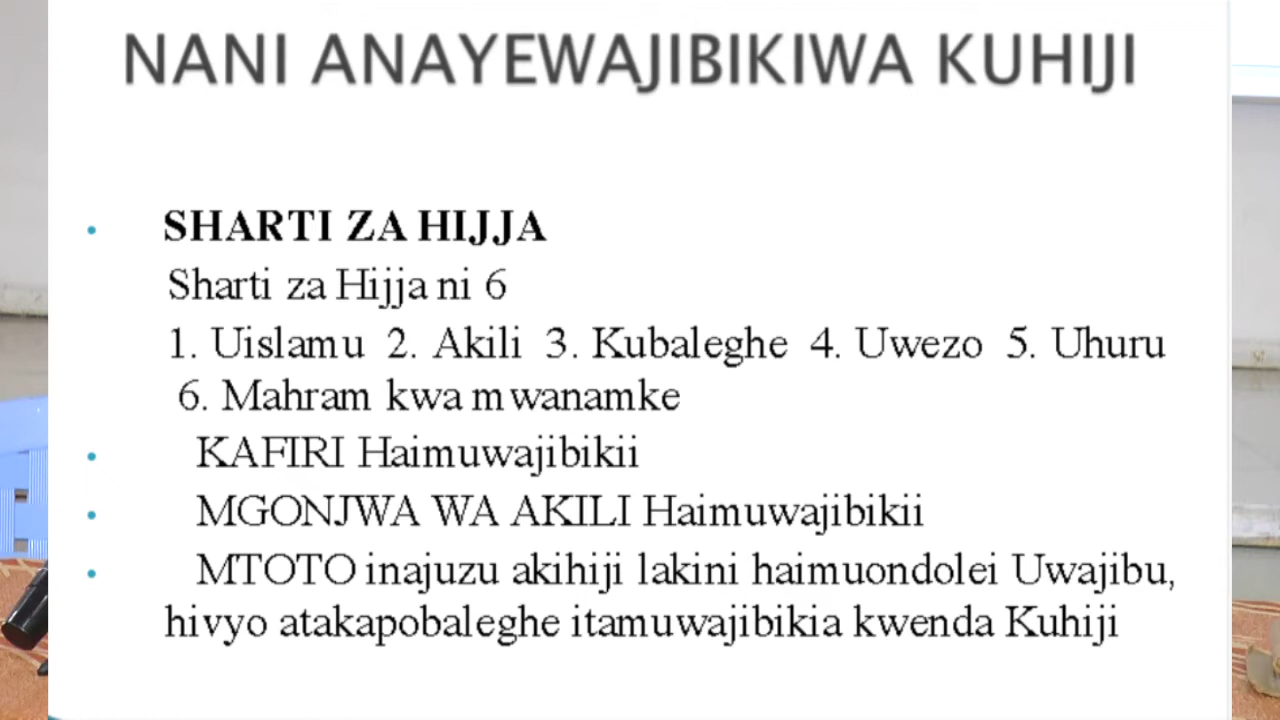 NANI ANAYEWAJIBIKIWA KUHIJI
• SHARTI ZA HIJJA
Sharti za Hijja ni 6
1. Uislamu 2. Akili 3. Kubaleghe 4. Uwezo 5. Uhuru
6. Mahram kwa mwanamke
• KAFIRI Haimuwajibikii
• MGONJWA WA AKILI Haimuwajibikii
• MTOTO inajuzu akihiji lakini haimuondolei Uwajibu,
hivyo atakapobaleghe itamuwajibikia kwenda Kuhiji